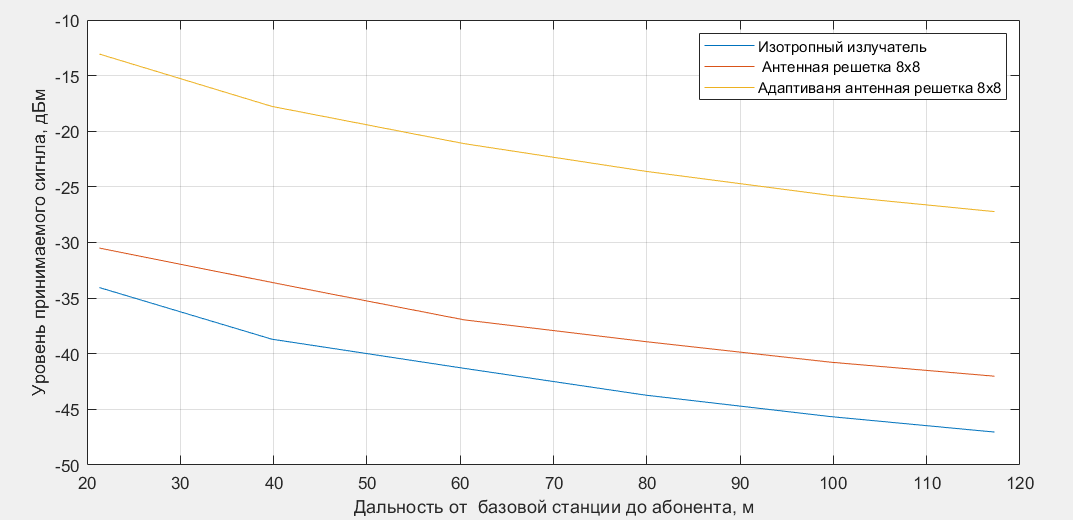 -10
-15
-20
-25
-30
-35
-40
-45
-50
Уровень принимаемого сигнла, дБм
Изотропный излучатель
Антенная решетка 8x8
Адаптиваня антенная решетка 8x8
20 30 40 50 60 70 80 90 100 110 120
Дальность от базовой станции до абонента, м